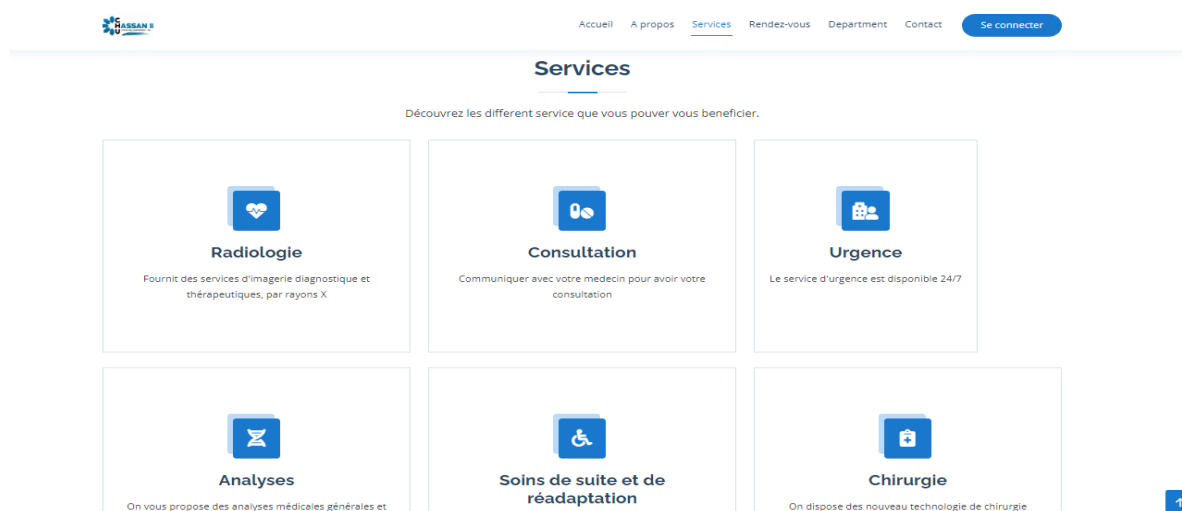 CHU HASSAN II
Accueil A propos Services Rendez-vous Department Contact Se connecter
Services
Découvrez les different service que vous pouver vous beneficier.
Radiologie
Fournit des services d'imagerie diagnostique et
thérapeutiques, par rayons X
Consultation
Communiquer avec votre medecin pour avoir votre
consultation
Urgence
Le service d'urgence est disponible 24/7
Analyses
On vous propose des analyses médicales générales et
Soins de suite et de
réadaptation
Chirurgie
On dispose des nouveau technologie de chirurgie